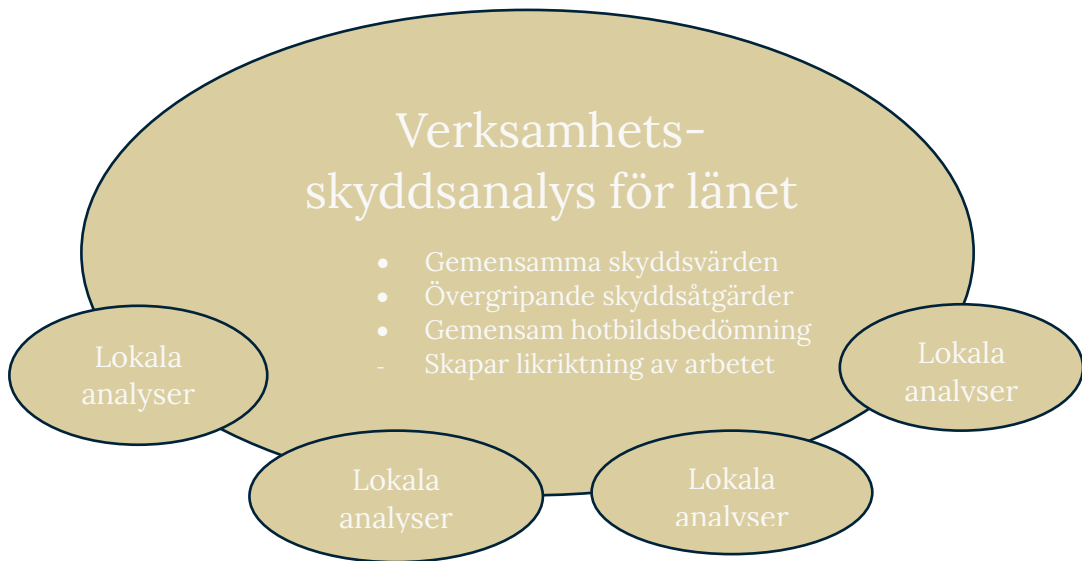 Verksamhets-
skyddsanalys för länet
• Gemensamma skyddsvärden
• Övergripande skyddsåtgärder
• Gemensam hotbildsbedömning
- Skapar likriktning av arbetet
Lokala
analyser
Lokala
analyser
Lokala
analyser
Lokala
analyser